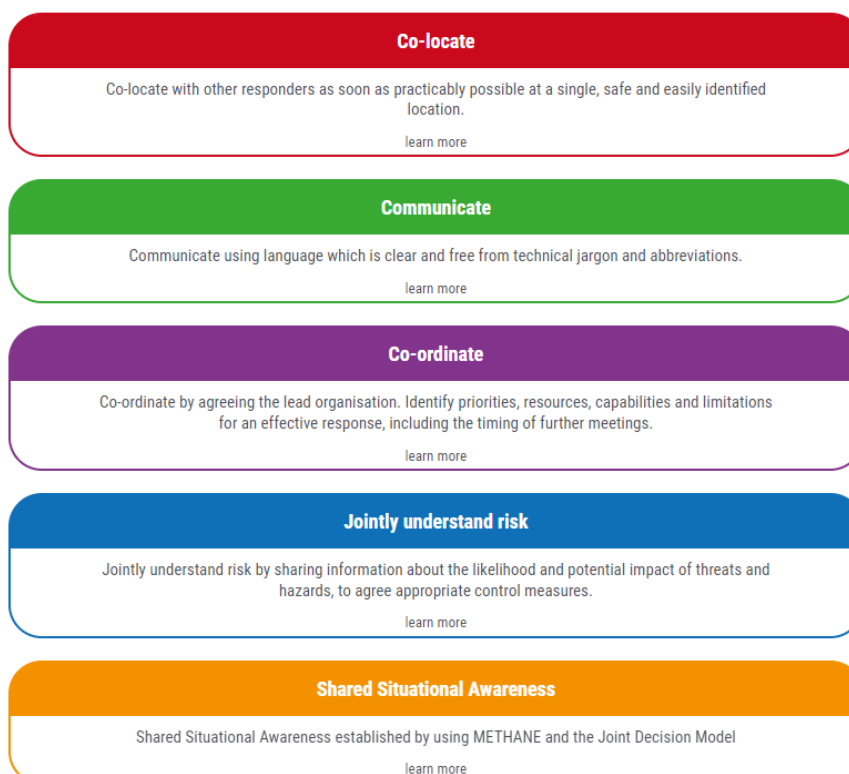 Co-locate
Co-locate with other responders as soon as practicably possible at a single, safe and easily identified
location.
learn more
Communicate
Communicate using language which is clear and free from technical jargon and abbreviations.
learn more
Co-ordinate
Co-ordinate by agreeing the lead organisation. Identify priorities, resources, capabilities and limitations
for an effective response, including the timing of further meetings.
learn more
Jointly understand risk
Jointly understand risk by sharing information about the likelihood and potential impact of threats and
hazards, to agree appropriate control measures.
learn more
Shared Situational Awareness
Shared Situational Awareness established by using METHANE and the Joint Decision Model
learn more